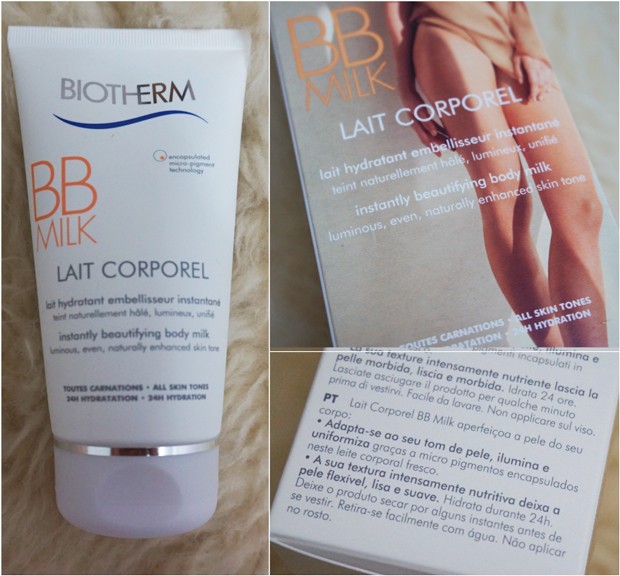 BIOTHERM
encapsulated
micro-pigment
technology
BB
MILK
LAIT CORPOREL
lait hydratant embellisseur instantané
teint naturellement hâlé, lumineux, unifié
instantly beautifying body milk
luminous, even, naturally enhanced skin tone
TOUTES CARNATIONS • ALL SKIN TONES
24H HYDRATATION • 24H HYDRATION
BB
MILK
LAIT CORPOREL
lait hydratant embellisseur instantané
teint naturellement hâlé, lumineux, unifié
instantly beautifying body milk
luminous, even, naturally enhanced skin tone
TOUTES CARNATIONS • ALL SKIN TONES
HYDRATATION • 24H HYDRATION
pigmenti incapsulati in
sua texture intensamente nutriente lascia la
pelle morbida, liscia e morbida. Idrata 24 ore.
Lasciate asciugare il prodotto per qualche minuto
prima di vestirvi. Facile da lavare. Non applicare sul viso.
PT Lait Corporel BB Milk aperfeiçoa a pele do seu
corpo:
• Adapta-se ao seu tom de pele, ilumina e
uniformiza graças a micro pigmentos encapsulados
neste leite corporal fresco.
• A sua textura intensamente nutritiva deixa a
pele flexível, lisa e suave. Hidrata durante 24h.
Deixe o produto secar por alguns instantes antes de
se vestir. Retira-se facilmente com água. Não aplicar
no rosto.